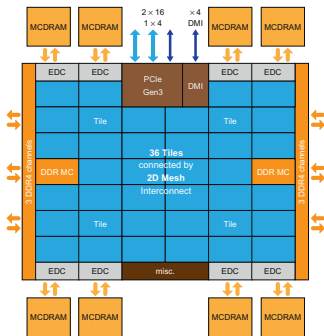 2×16
×4
1×4
DMI
MCDRAM
MCDRAM
MCDRAM
MCDRAM
EDC
EDC
PCIe
Gen3
DMI
EDC
EDC
Tile
Tile
3 DDR4 channels
DDR MC
36 Tiles
connected by
2D Mesh
Interconnect
DDR MC
3 DDR4 channels
Tile
Tile
EDC
EDC
misc.
EDC
EDC
MCDRAM
MCDRAM
MCDRAM
MCDRAM